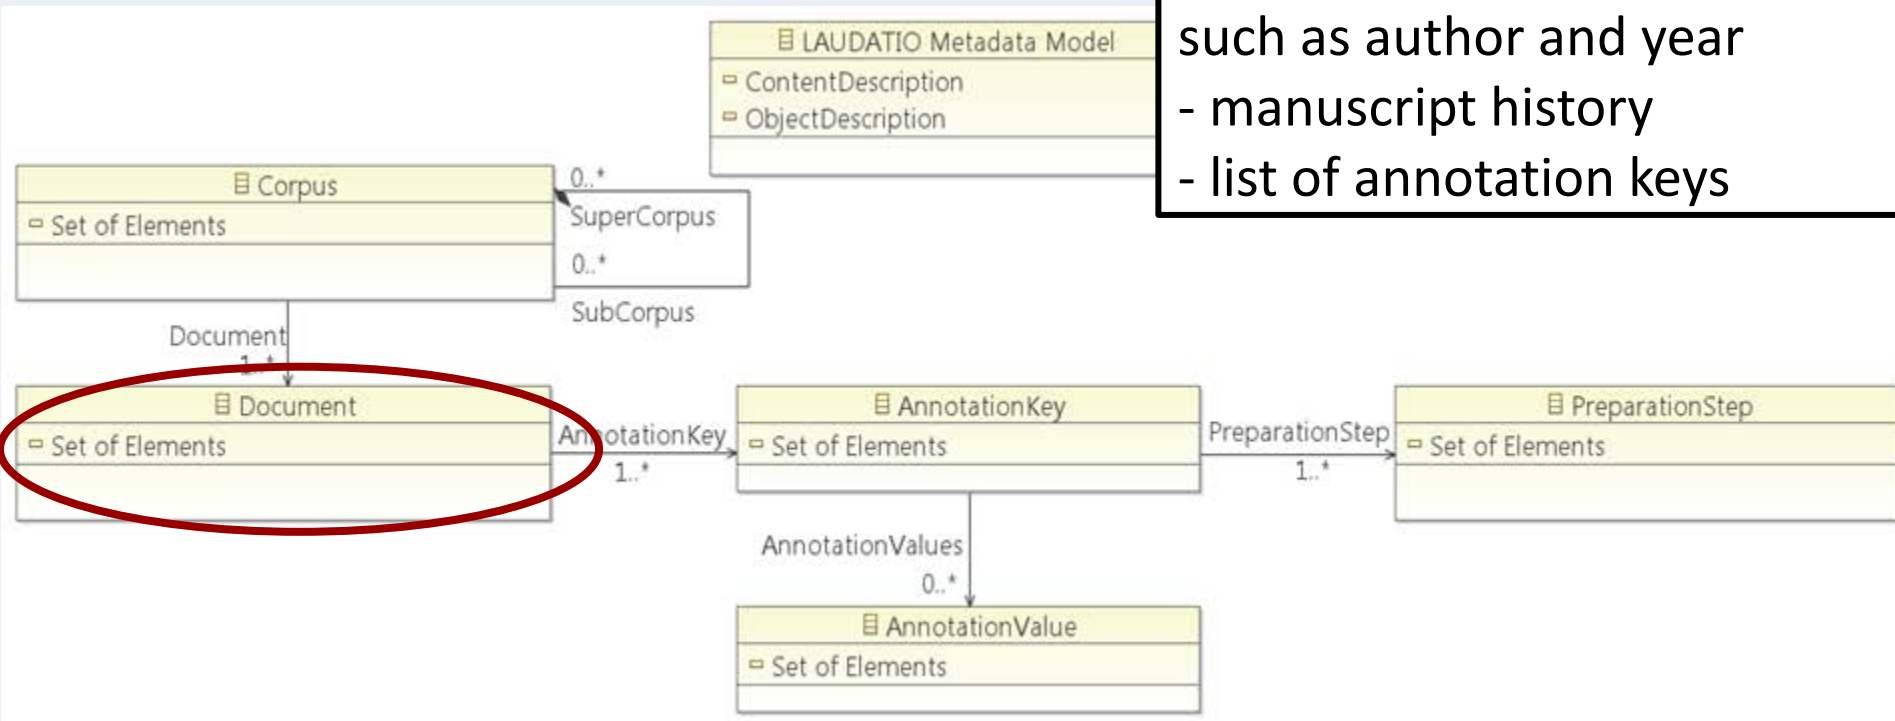 such as author and year
- manuscript history
- list of annotation keys
LAUDATIO Metadata Model
ContentDescription
ObjectDescription
Corpus
Set of Elements
0..*
SuperCorpus
0..*
SubCorpus
Document
1..*
Document
Set of Elements
AnnotationKey
1..*
AnnotationKey
Set of Elements
PreparationStep
1..*
PreparationStep
Set of Elements
AnnotationValues
0..*
AnnotationValue
Set of Elements